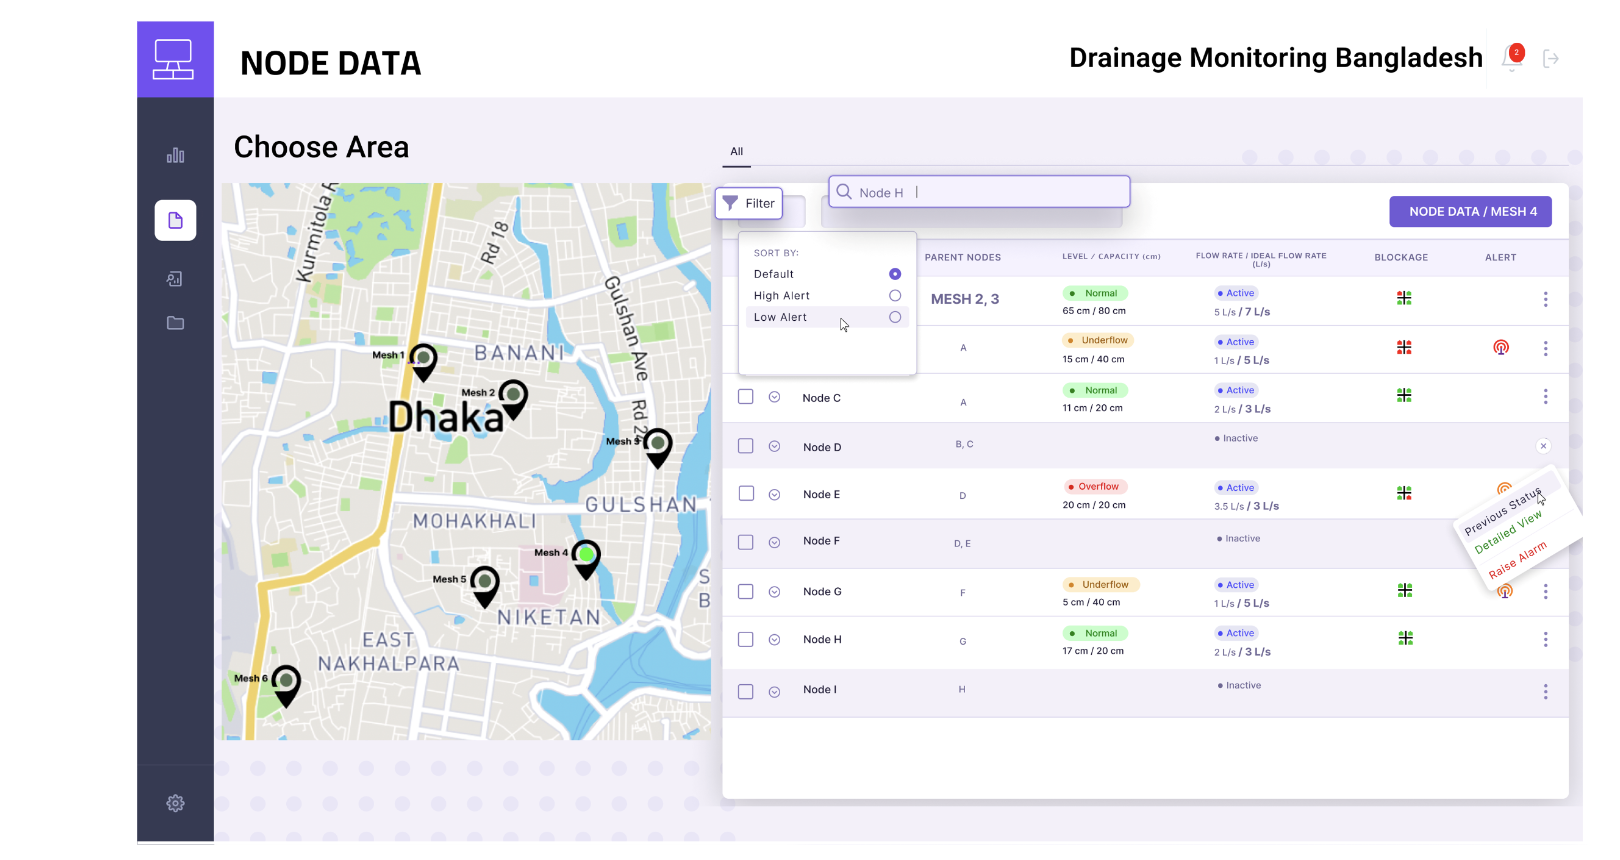 NODE DATA
Drainage Monitoring Bangladesh
2
Choose Area
Kurmitola R
Rd 18
Gulshan Ave
Rd 24
Mesh 1
BANANI
Mesh 2
Dhaka
Mesh 3
GULSHAN
MOHAKHALI
Mesh 4
Mesh 5
NIKETAN
S
B
EAST
NAKHALPARA
Mesh 6
All
Filter
Node H |
NODE DATA / MESH 4
SORT BY:
Default
High Alert
Low Alert
PARENT NODES
LEVEL / CAPACITY (cm)
FLOW RATE / IDEAL FLOW RATE
(L/s)
BLOCKAGE
ALERT
MESH 2, 3
Normal
65 cm / 80 cm
Active
5 L/s / 7 L/s
A
Underflow
15 cm / 40 cm
Active
1 L/s / 5 L/s
Node C
A
Normal
11 cm / 20 cm
Active
2 L/s / 3 L/s
Node D
B, C
Inactive
Node E
D
Overflow
20 cm / 20 cm
Active
3.5 L/s / 3 L/s
Previous Status
Detailed View
Raise Alarm
Node F
D, E
Inactive
Node G
F
Underflow
5 cm / 40 cm
Active
1 L/s / 5 L/s
Node H
G
Normal
17 cm / 20 cm
Active
2 L/s / 3 L/s
Node I
H
Inactive